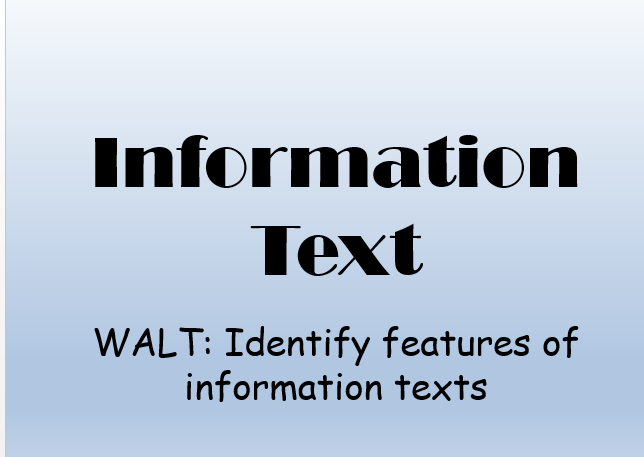 Information
Text
WALT: Identify features of
information texts